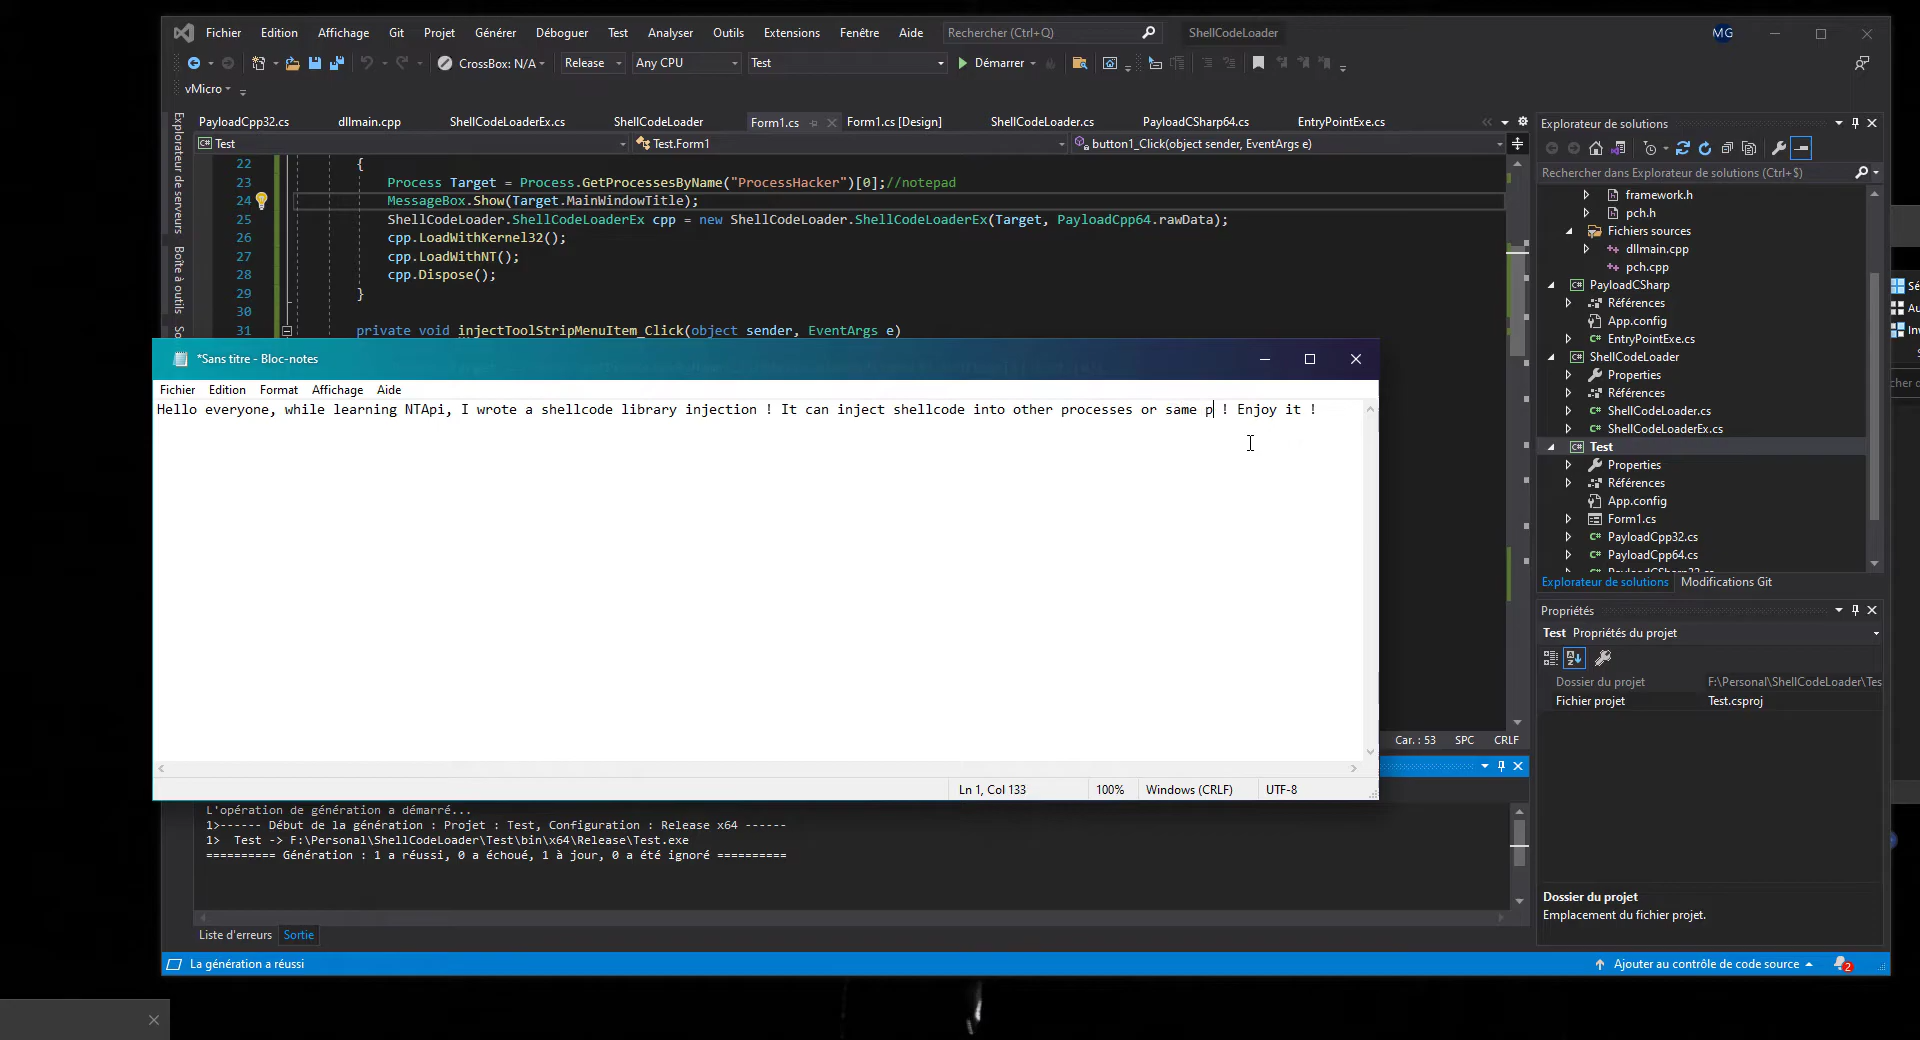 Fichier Edition Affichage Git Projet Générer Déboguer Test Analyser Outils Extensions Fenêtre Aide Rechercher (Ctrl+Q) ShellCodeLoader MG
CrossBox: N/A Release Any CPU Test Démarrer
vMicro
PayloadCpp32.cs dllmain.cpp ShellCodeLoaderEx.cs ShellCodeLoader Form1.cs Form1.cs [Design] ShellCodeLoader.cs PayloadCSharp64.cs EntryPointExe.cs
Test Test.Form1 button1_Click(object sender, EventArgs e)
Explorateur de serveurs
Boîte à outils
22 {
23 Process Target = Process.GetProcessesByName("ProcessHacker")[0];//notepad
24 MessageBox.Show(Target.MainWindowTitle);
25 ShellCodeLoader.ShellCodeLoaderEx cpp = new ShellCodeLoader.ShellCodeLoaderEx(Target, PayloadCpp64.rawData);
26 cpp.LoadWithKernel32();
27 cpp.LoadWithNT();
28 cpp.Dispose();
29 }
30
31 private void injectToolStripMenuItem_Click(object sender, EventArgs e)
*Sans titre - Bloc-notes
Fichier Edition Format Affichage Aide
Hello everyone, while learning NTApi, I wrote a shellcode library injection ! It can inject shellcode into other processes or same p ! Enjoy it !
Ln 1, Col 133 100% Windows (CRLF) UTF-8
Car. : 53 SPC CRLF
L'opération de génération a démarré...
1>------ Début de la génération : Projet : Test, Configuration : Release x64 ------
1> Test -> F:\Personal\ShellCodeLoader\Test\bin\x64\Release\Test.exe
========== Génération : 1 a réussi, 0 a échoué, 1 à jour, 0 a été ignoré ==========
Liste d'erreurs Sortie
La génération a réussi
Ajouter au contrôle de code source 2
Explorateur de solutions
Rechercher dans Explorateur de solutions (Ctrl+$)
framework.h
pch.h
Fichiers sources
dllmain.cpp
pch.cpp
PayloadCSharp
Références
App.config
EntryPointExe.cs
ShellCodeLoader
Properties
Références
ShellCodeLoader.cs
ShellCodeLoaderEx.cs
Test
Properties
Références
App.config
Form1.cs
PayloadCpp32.cs
PayloadCpp64.cs
PayloadCSharp32.cs
Explorateur de solutions Modifications Git
Propriétés
Test Propriétés du projet
Dossier du projet F:\Personal\ShellCodeLoader\Tes
Fichier projet Test.csproj
Dossier du projet
Emplacement du fichier projet.